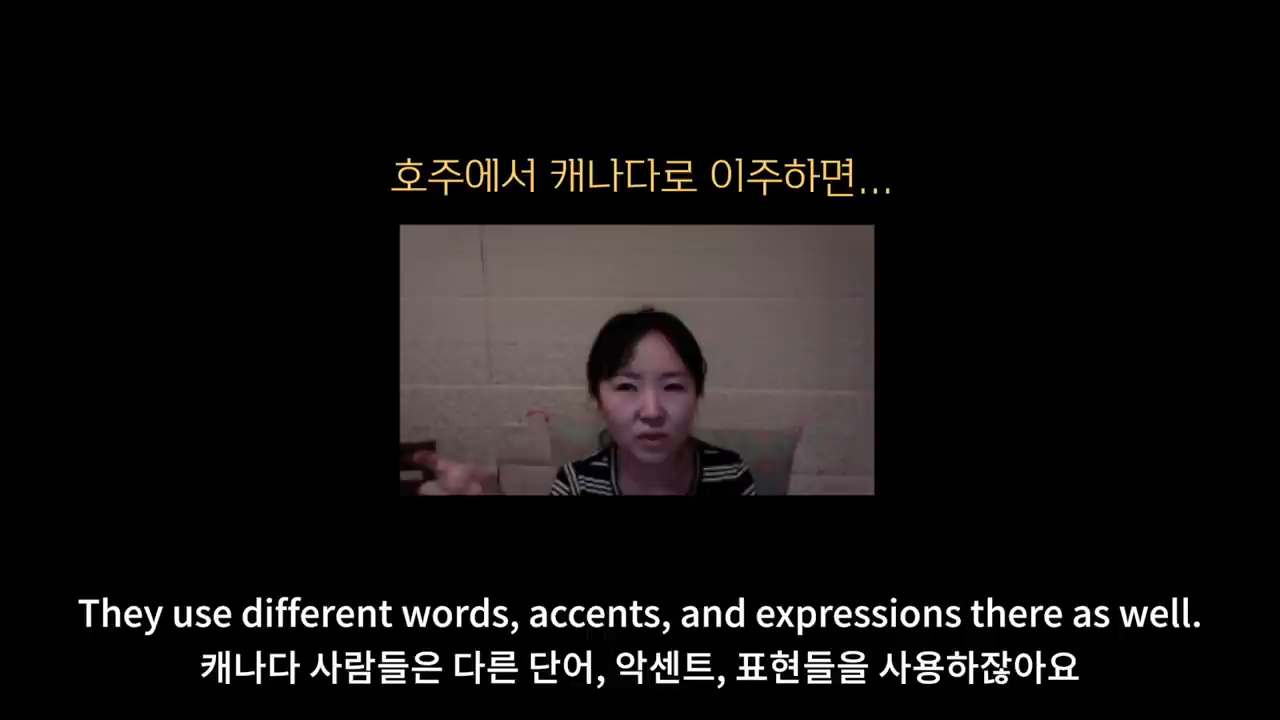 호주에서 캐나다로 이주하면...
They use different words, accents, and expressions there as well.
캐나다 사람들은 다른 단어, 악센트, 표현들을 사용하잖아요